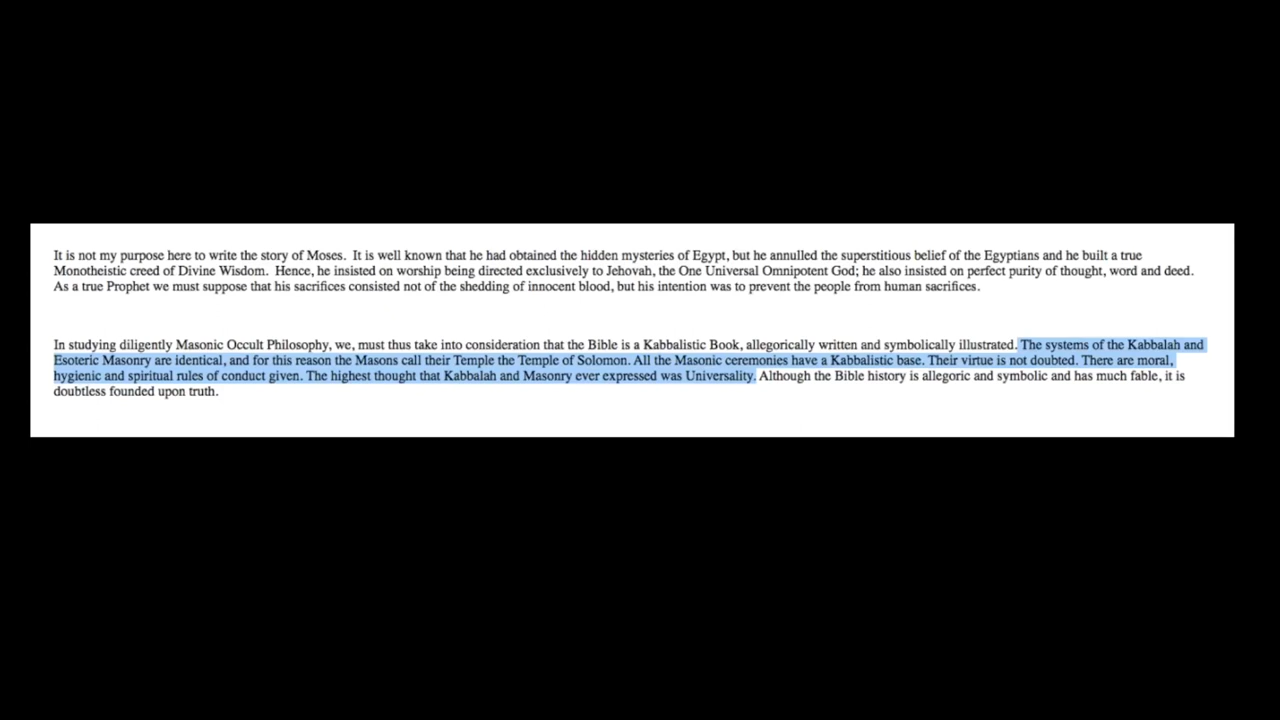 It is not my purpose here to write the story of Moses.  It is well known that he had obtained the hidden mysteries of Egypt, but he annulled the superstitious belief of the Egyptians and he built a true
Monotheistic creed of Divine Wisdom.  Hence, he insisted on worship being directed exclusively to Jehovah, the One Universal Omnipotent God; he also insisted on perfect purity of thought, word and deed.
As a true Prophet we must suppose that his sacrifices consisted not of the shedding of innocent blood, but his intention was to prevent the people from human sacrifices.
In studying diligently Masonic Occult Philosophy, we, must thus take into consideration that the Bible is a Kabbalistic Book, allegorically written and symbolically illustrated. The systems of the Kabbalah and
Esoteric Masonry are identical, and for this reason the Masons call their Temple the Temple of Solomon. All the Masonic ceremonies have a Kabbalistic base. Their virtue is not doubted. There are moral,
hygienic and spiritual rules of conduct given. The highest thought that Kabbalah and Masonry ever expressed was Universality. Although the Bible history is allegoric and symbolic and has much fable, it is
doubtless founded upon truth.